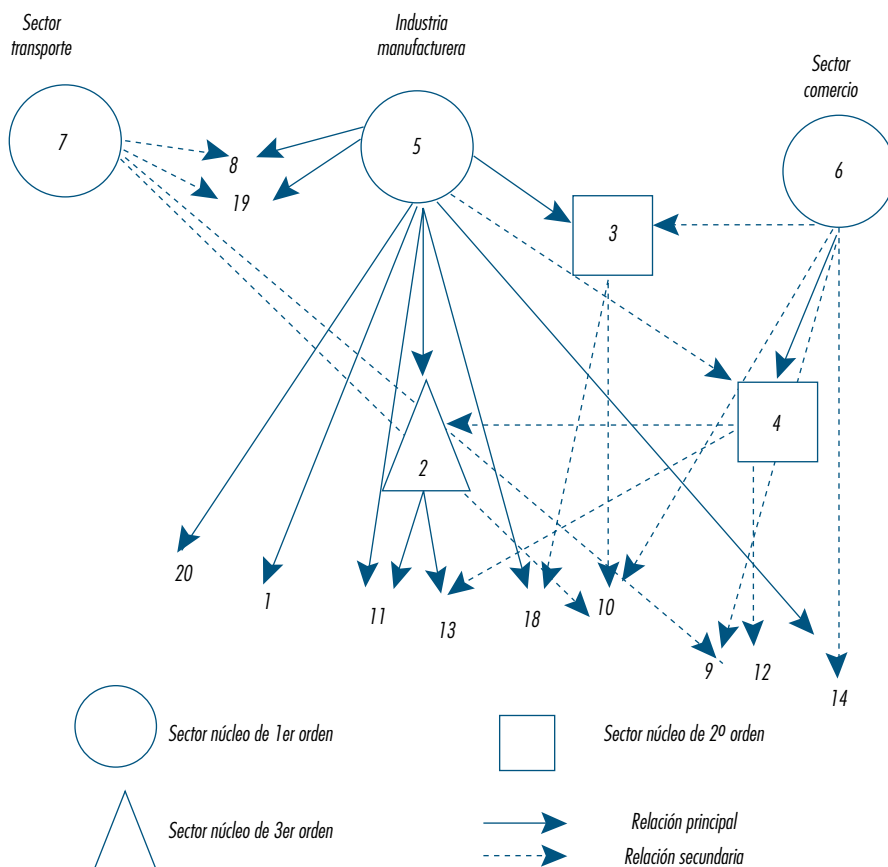 Sector
transporte
Industria
manufacturera
Sector
comercio
7
5
6
8
19
3
4
2
20
1
11
13
18
10
9
12
14
Sector núcleo de 1er orden
Sector núcleo de 2º orden
Sector núcleo de 3er orden
Relación principal
Relación secundaria